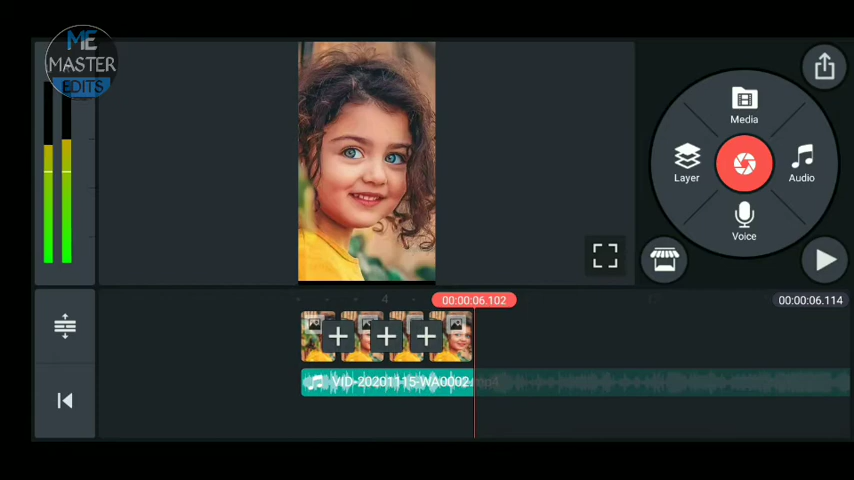 ME
MASTER
EDITS
Media
Layer
Audio
Voice
4
00:00:06.102
00:00:06.114
VID-20201115-WA0002.mp4